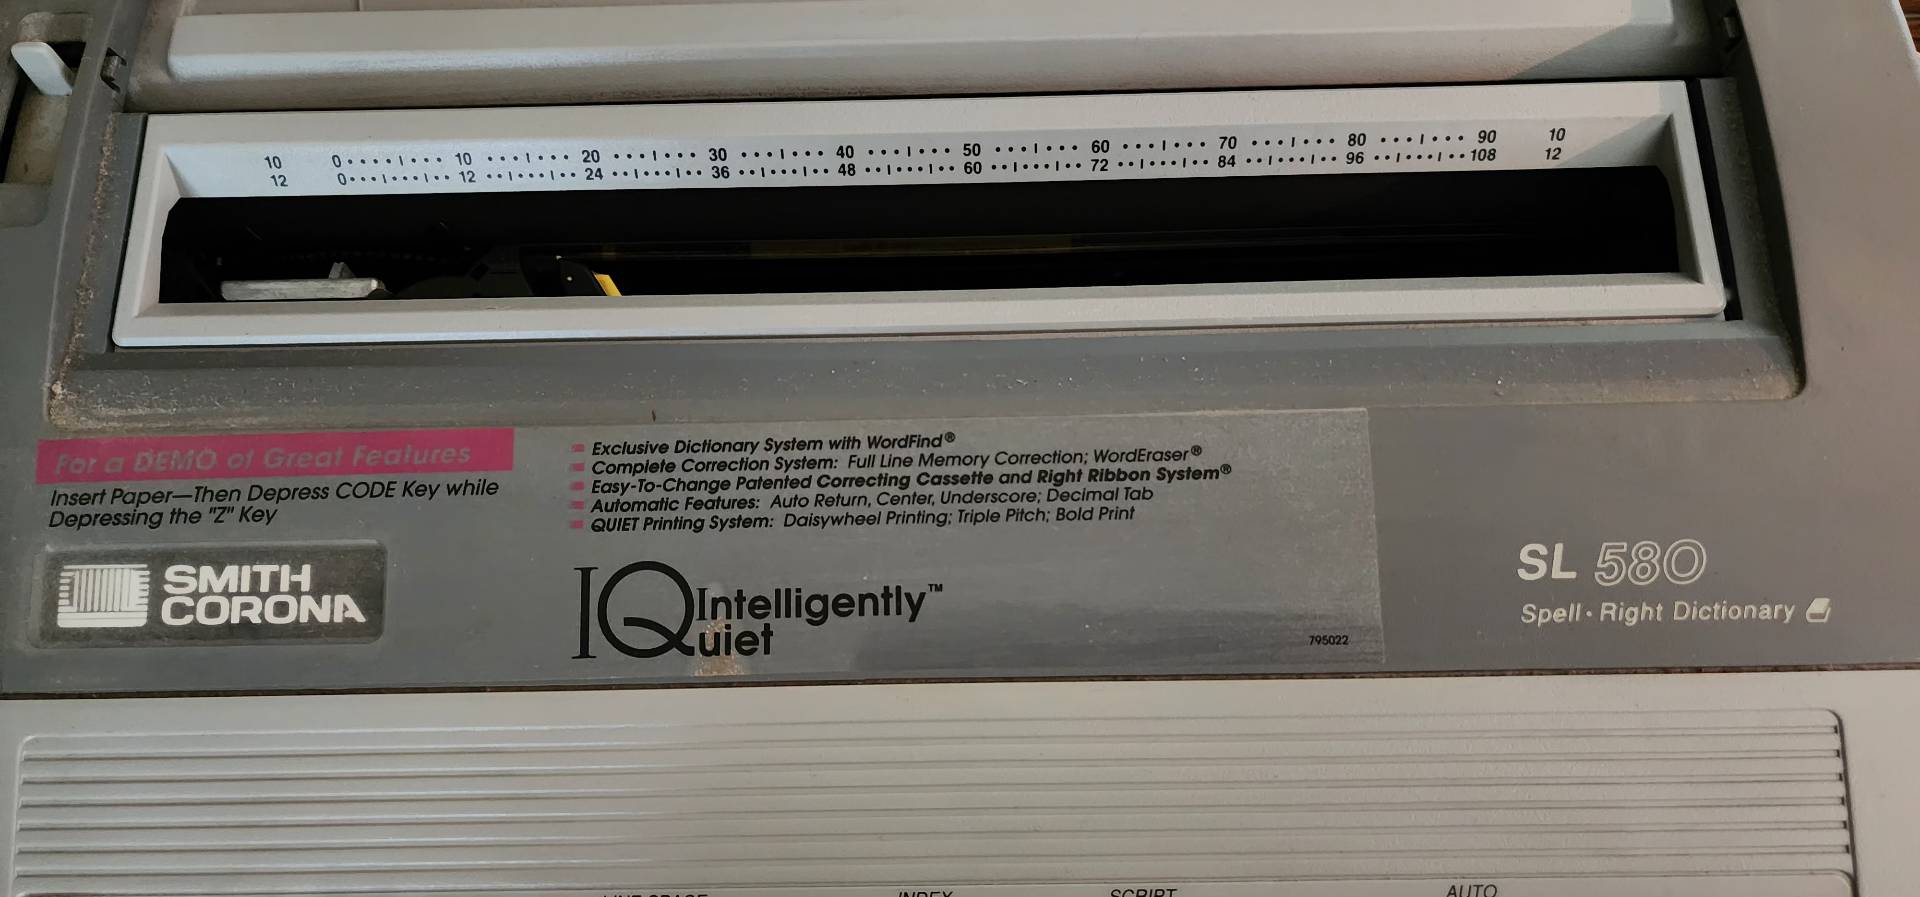 10 0 10 20 30 40 50 60 70 80 90 10
12 0 12 24 36 48 60 72 84 96 108 12
For a DEMO of Great Features
Insert Paper—Then Depress CODE Key while
Depressing the "Z" Key
Exclusive Dictionary System with WordFind®
Complete Correction System: Full Line Memory Correction; WordEraser®
Easy-To-Change Patented Correcting Cassette and Right Ribbon System®
Automatic Features: Auto Return, Center, Underscore; Decimal Tab
QUIET Printing System: Daisywheel Printing; Triple Pitch; Bold Print
SMITH
CORONA
IQ Intelligently™
Quiet
795022
SL 580
Spell·Right Dictionary
LINE SPACE INDEX SCRIPT AUTO